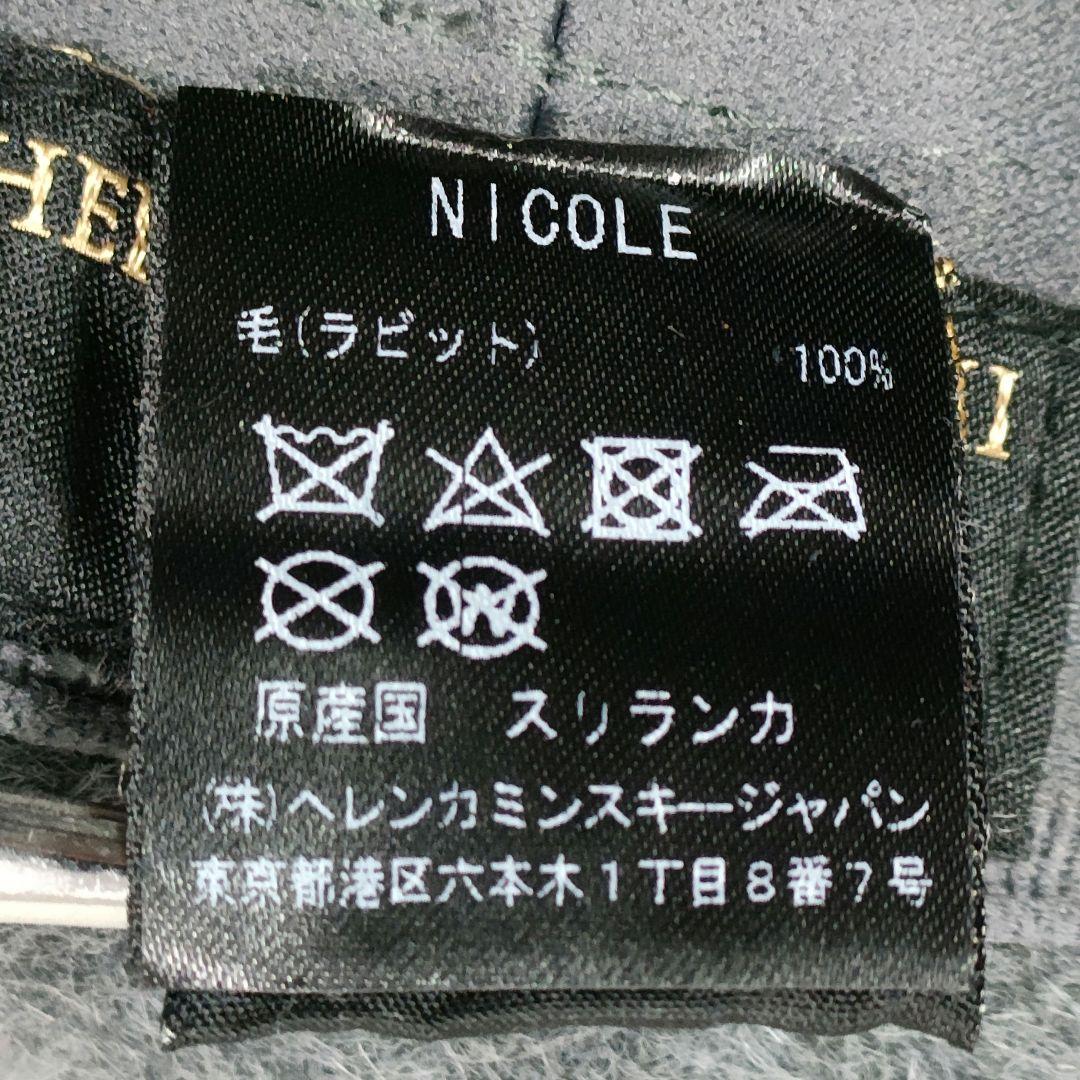 NICOLE
毛(ラビット) 100%
原産国 スリランカ
(株)ヘレンカミンスキージャパン
東京都港区六本木1丁目8番7号